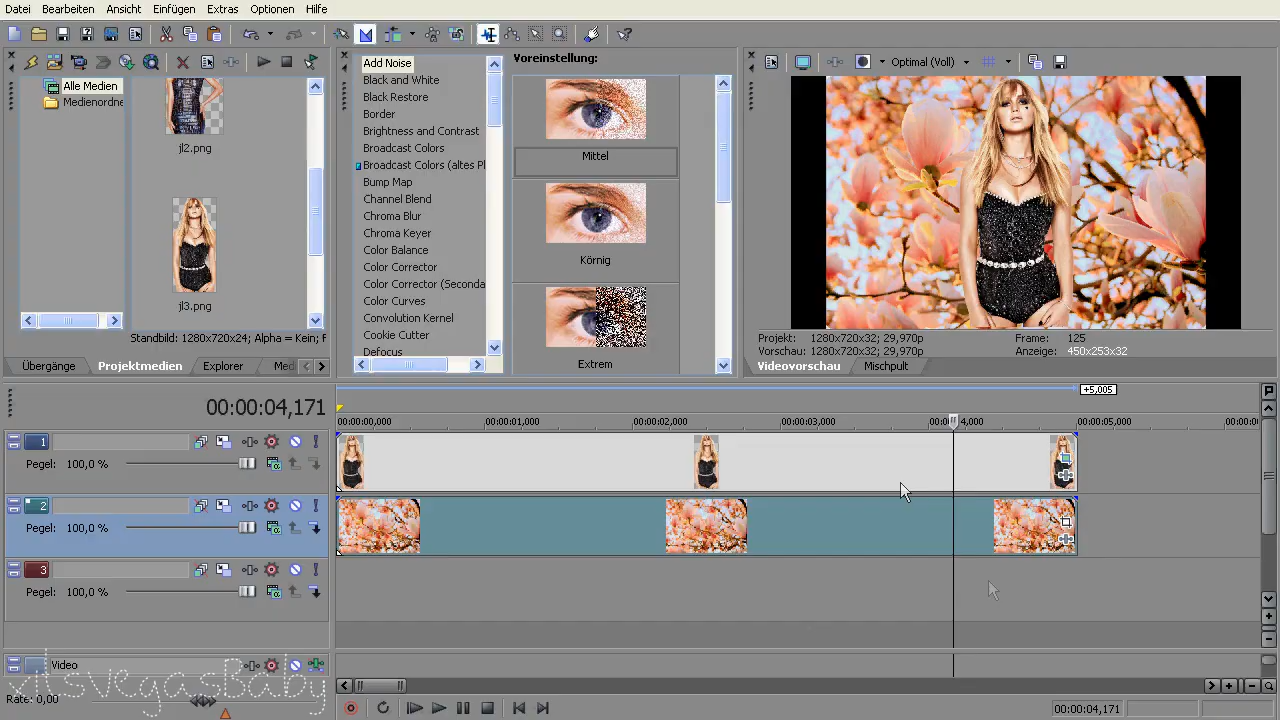 Datei Bearbeiten Ansicht Einfügen Extras Optionen Hilfe
Alle Medien
Medienordne
jl2.png
jl3.png
Standbild: 1280x720x24; Alpha = Kein; F
Übergänge Projektmedien Explorer Med
Add Noise
Black and White
Black Restore
Border
Brightness and Contrast
Broadcast Colors
Broadcast Colors (altes Pl
Bump Map
Channel Blend
Chroma Blur
Chroma Keyer
Color Balance
Color Corrector
Color Corrector (Seconda
Color Curves
Convolution Kernel
Cookie Cutter
Defocus
Voreinstellung:
Mittel
Körnig
Extrem
Optimal (Voll)
Projekt: 1280x720x32; 29,970p Frame: 125
Vorschau: 1280x720x32; 29,970p Anzeige: 450x253x32
Videovorschau Mischpult
00:00:04,171
+5,005
00:00:00,000 00:00:01,000 00:00:02,000 00:00:03,000 00:00:04,000 00:00:05,000 00:00:0
1
Pegel: 100,0 %
2
Pegel: 100,0 %
3
Pegel: 100,0 %
Video
Rate: 0,00
00:00:04,171